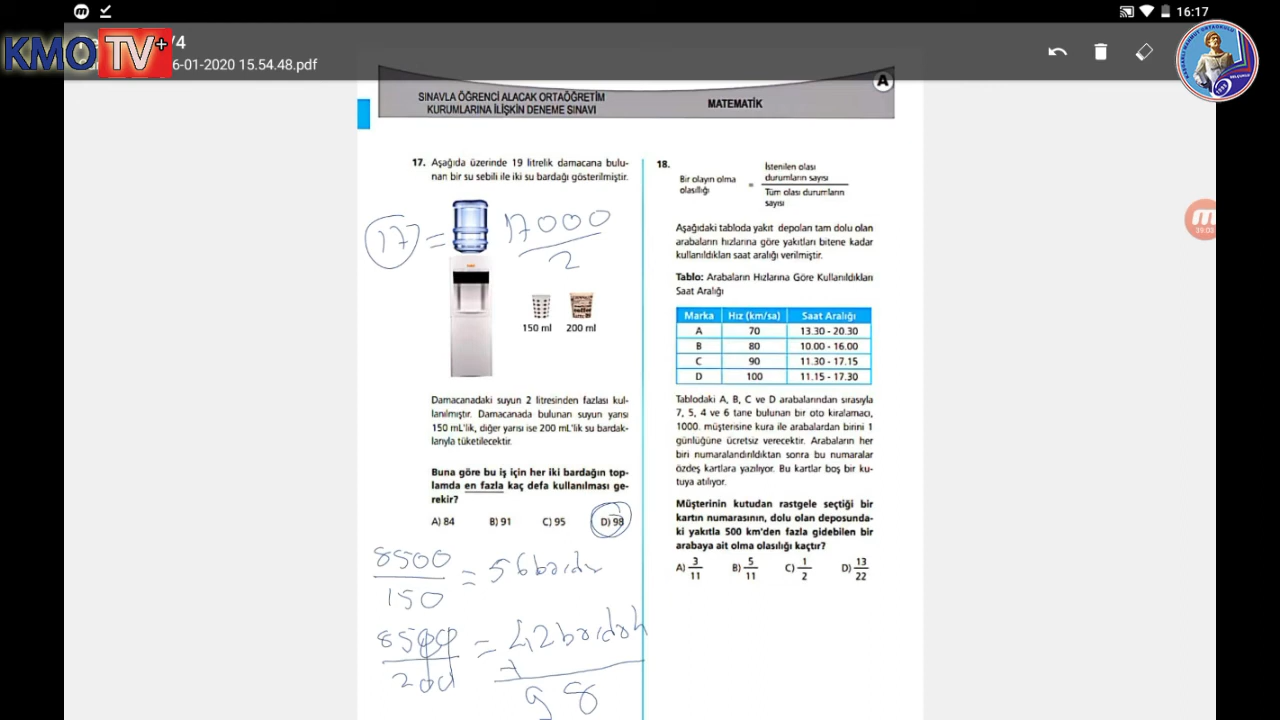 16:17
KMO TV+
/4
6-01-2020 15.54.48.pdf
09:03
SINAVLA ÖĞRENCİ ALACAK ORTAÖĞRETİM
KURUMLARINA İLİŞKİN DENEME SINAVI
MATEMATİK
A
17. Aşağıda üzerinde 19 litrelik damacana bulu-
nan bir su sebili ile iki su bardağı gösterilmiştir.
17 = 17000
2
150 ml 200 ml
Damacanadaki suyun 2 litresinden fazlası kul-
lanılmıştır. Damacanada bulunan suyun yarısı
150 mL'lik, diğer yarısı ise 200 mL'lik su bardak-
larıyla tüketilecektir.
Buna göre bu iş için her iki bardağın top-
lamda en fazla kaç defa kullanılması ge-
rekir?
A) 84 B) 91 C) 95 D) 98
8500
150
= 56
8500
200
= 42 bardak
+
98
18.
Bir olayın olma
olasılığı
=
İstenilen olası
durumların sayısı
Tüm olası durumların
sayısı
Aşağıdaki tabloda yakıt depoları tam dolu olan
arabaların hızlarına göre yakıtları bitene kadar
kullanıldıkları saat aralığı verilmiştir.
Tablo: Arabaların Hızlarına Göre Kullanıldıkları
Saat Aralığı
Marka Hız (km/sa) Saat Aralığı
A 70 13.30 - 20.30
B 80 10.00 - 16.00
C 90 11.30 - 17.15
D 100 11.15 - 17.30
Tablodaki A, B, C ve D arabalarından sırasıyla
7, 5, 4 ve 6 tane bulunan bir oto kiralamacı,
1000. müşterisine kura ile arabalardan birini 1
günlüğüne ücretsiz verecektir. Arabaların her
biri numaralandırıldıktan sonra bu numaralar
özdeş kartlara yazılıyor. Bu kartlar boş bir ku-
tuya atılıyor.
Müşterinin kutudan rastgele seçtiği bir
kartın numarasının, dolu olan deposunda-
ki yakıtla 500 km'den fazla gidebilen bir
arabaya ait olma olasılığı kaçtır?
A) 3/11 B) 5/11 C) 1/2 D) 13/22